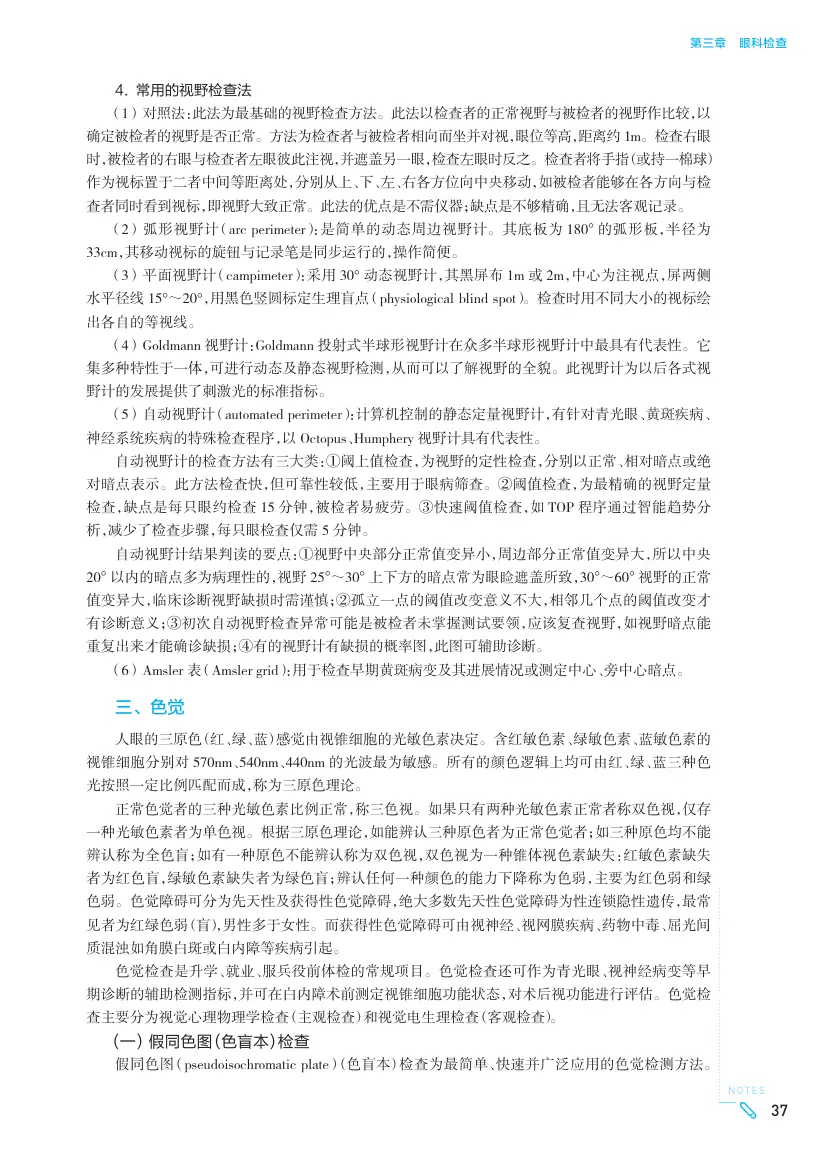 第三章 眼科检查
4. 常用的视野检查法
（1）对照法：此法为最基础的视野检查方法。此法以检查者的正常视野与被检者的视野作比较，以
确定被检者的视野是否正常。方法为检查者与被检者相向而坐并对视，眼位等高，距离约 1m。检查右眼
时，被检者的右眼与检查者左眼彼此注视，并遮盖另一眼，检查左眼时反之。检查者将手指（或持一棉球）
作为视标置于二者中间等距离处，分别从上、下、左、右各方位向中央移动，如被检者能够在各方向与检
查者同时看到视标，即视野大致正常。此法的优点是不需仪器；缺点是不够精确，且无法客观记录。
（2）弧形视野计（arc perimeter）：是简单的动态周边视野计。其底板为 180° 的弧形板，半径为
33cm，其移动视标的旋钮与记录笔是同步运行的，操作简便。
（3）平面视野计（campimeter）：采用 30° 动态视野计，其黑屏布 1m 或 2m，中心为注视点，屏两侧
水平径线 15°～20°，用黑色竖圆标定生理盲点（physiological blind spot）。检查时用不同大小的视标绘
出各自的等视线。
（4）Goldmann 视野计：Goldmann 投射式半球形视野计在众多半球形视野计中最具有代表性。它
集多种特性于一体，可进行动态及静态视野检测，从而可以了解视野的全貌。此视野计为以后各式视
野计的发展提供了刺激光的标准指标。
（5）自动视野计（automated perimeter）：计算机控制的静态定量视野计，有针对青光眼、黄斑疾病、
神经系统疾病的特殊检查程序，以 Octopus、Humphery 视野计具有代表性。
自动视野计的检查方法有三大类：①阈上值检查，为视野的定性检查，分别以正常、相对暗点或绝
对暗点表示。此方法检查快，但可靠性较低，主要用于眼病筛查。②阈值检查，为最精确的视野定量
检查，缺点是每只眼约检查 15 分钟，被检者易疲劳。③快速阈值检查，如 TOP 程序通过智能趋势分
析，减少了检查步骤，每只眼检查仅需 5 分钟。
自动视野计结果判读的要点：①视野中央部分正常值变异小，周边部分正常值变异大，所以中央
20° 以内的暗点多为病理性的，视野 25°～30° 上下方的暗点常为眼睑遮盖所致，30°～60° 视野的正常
值变异大，临床诊断视野缺损时需谨慎；②孤立一点的阈值改变意义不大，相邻几个点的阈值改变才
有诊断意义；③初次自动视野检查异常可能是被检者未掌握测试要领，应该复查视野，如视野暗点能
重复出来才能确诊缺损；④有的视野计有缺损的概率图，此图可辅助诊断。
（6）Amsler 表（Amsler grid）：用于检查早期黄斑病变及其进展情况或测定中心、旁中心暗点。
三、色觉
人眼的三原色（红、绿、蓝）感觉由视锥细胞的光敏色素决定。含红敏色素、绿敏色素、蓝敏色素的
视锥细胞分别对 570nm、540nm、440nm 的光波最为敏感。所有的颜色逻辑上均可由红、绿、蓝三种色
光按照一定比例匹配而成，称为三原色理论。
正常色觉者的三种光敏色素比例正常，称三色视。如果只有两种光敏色素正常者称双色视，仅存
一种光敏色素者为单色视。根据三原色理论，如能辨认三种原色者为正常色觉者；如三种原色均不能
辨认称为全色盲；如有一种原色不能辨认称为双色视，双色视为一种锥体视色素缺失：红敏色素缺失
者为红色盲，绿敏色素缺失者为绿色盲；辨认任何一种颜色的能力下降称为色弱，主要为红色弱和绿
色弱。色觉障碍可分为先天性及获得性色觉障碍，绝大多数先天性色觉障碍为性连锁隐性遗传，最常
见者为红绿色弱（盲），男性多于女性。而获得性色觉障碍可由视神经、视网膜疾病、药物中毒、屈光间
质混浊如角膜白斑或白内障等疾病引起。
色觉检查是升学、就业、服兵役前体检的常规项目。色觉检查还可作为青光眼、视神经病变等早
期诊断的辅助检测指标，并可在白内障术前测定视锥细胞功能状态，对术后视功能进行评估。色觉检
查主要分为视觉心理物理学检查（主观检查）和视觉电生理检查（客观检查）。
（一）假同色图（色盲本）检查
假同色图（pseudoisochromatic plate）（色盲本）检查为最简单、快速并广泛应用的色觉检测方法。
NOTES
37